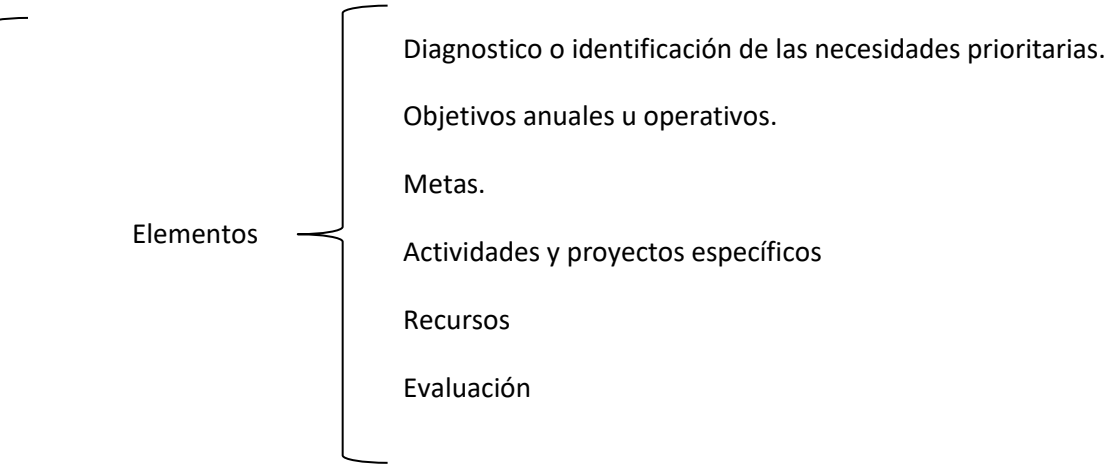 Diagnostico o identificación de las necesidades prioritarias.
Objetivos anuales u operativos.
Metas.
Elementos
Actividades y proyectos específicos
Recursos
Evaluación